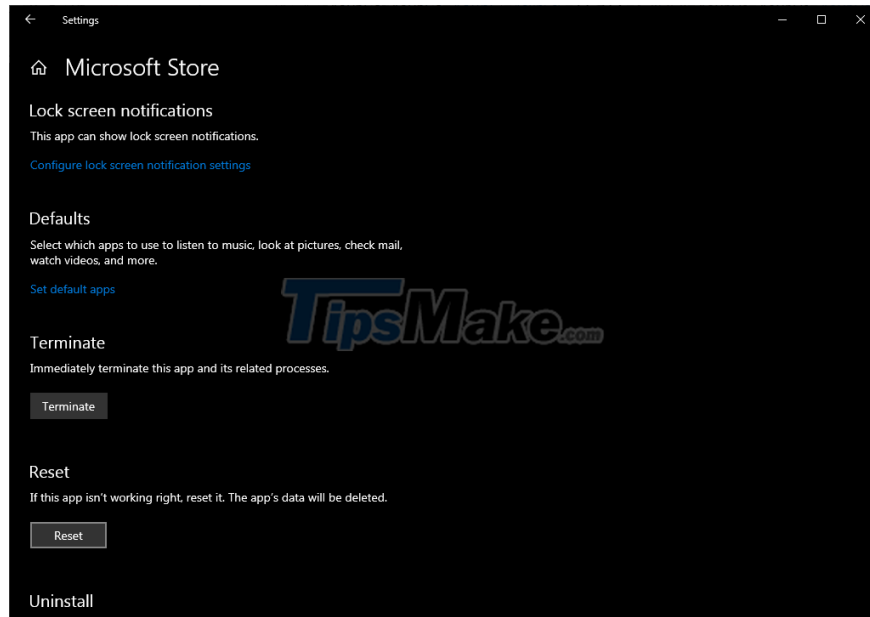 Settings
Microsoft Store
Lock screen notifications
This app can show lock screen notifications.
Configure lock screen notification settings
Defaults
Select which apps to use to listen to music, look at pictures, check mail,
watch videos, and more.
Set default apps
TipsMake.com
Terminate
Immediately terminate this app and its related processes.
Terminate
Reset
If this app isn't working right, reset it. The app's data will be deleted.
Reset
Uninstall